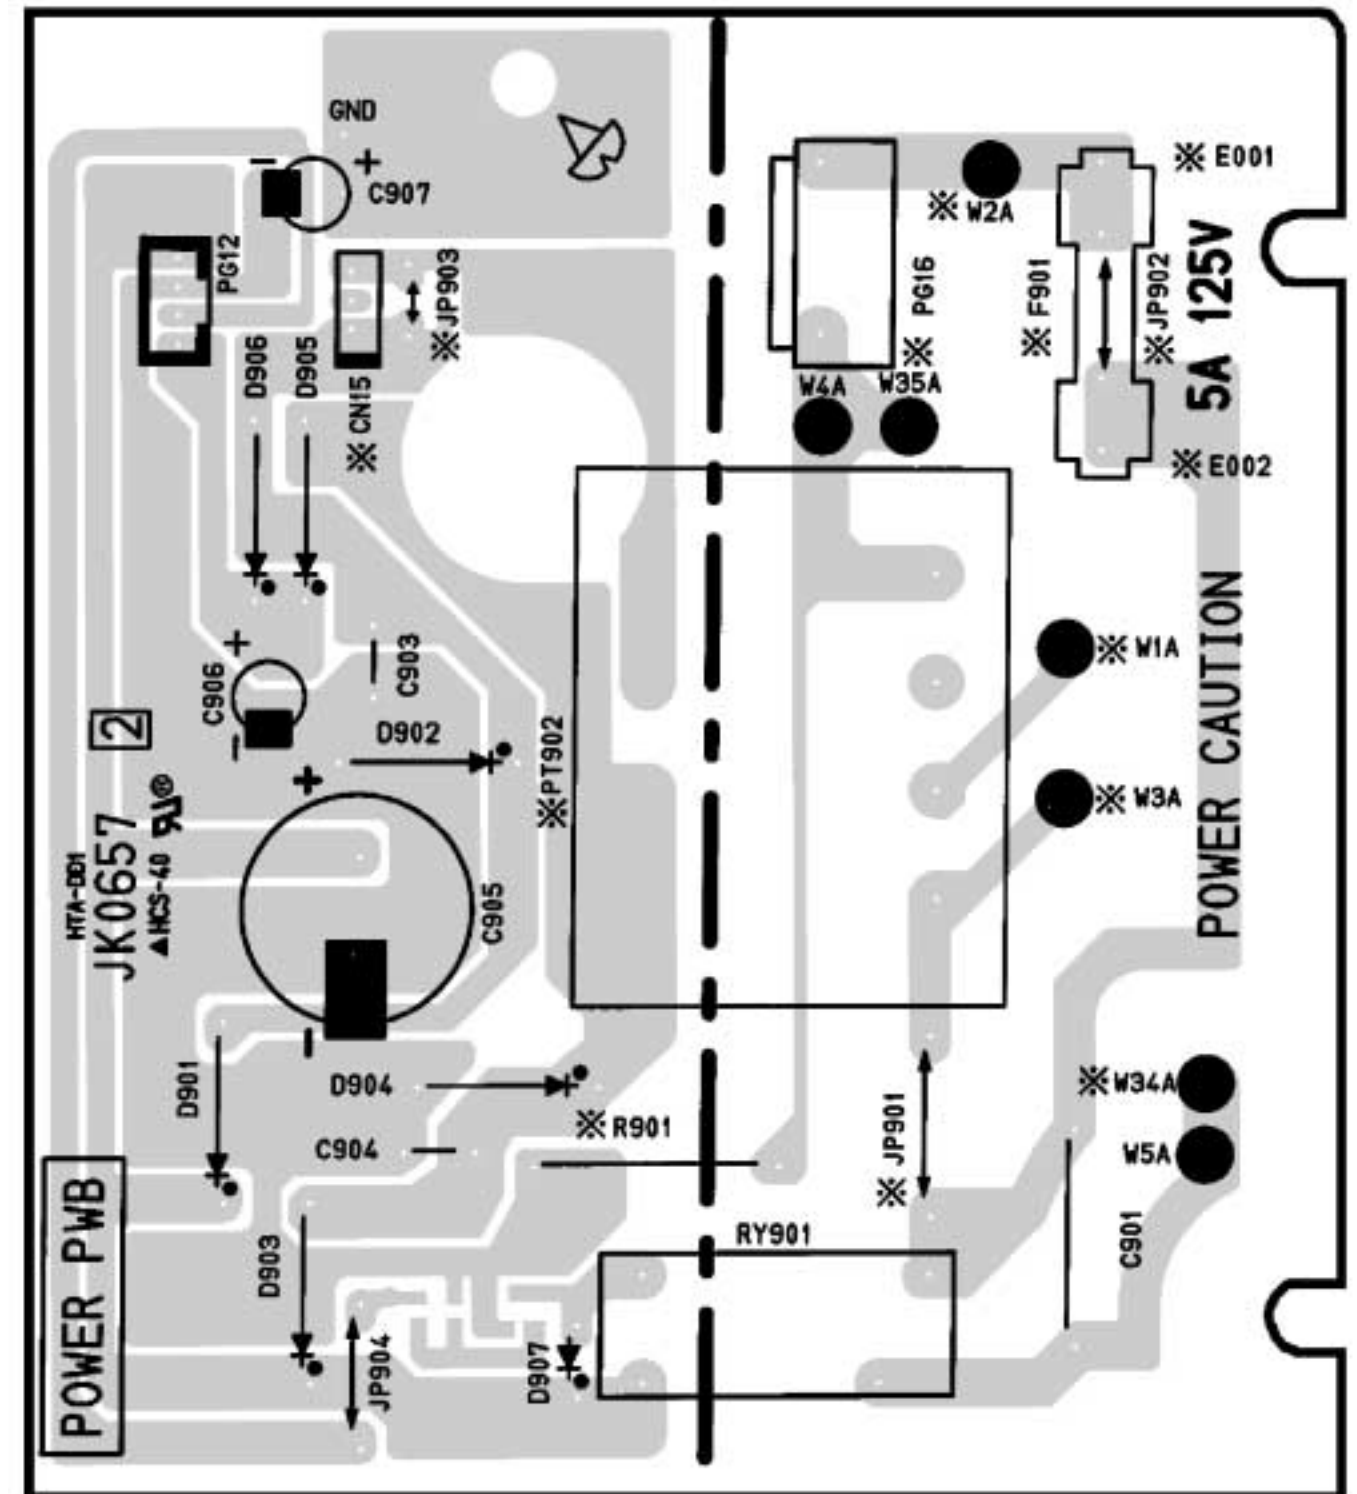 GND
C907
※ E001
※ W2A
PG12
※ JP903
※ PG16
※ F901
※ JP902
5A 125V
D906
D905
※ CN15
W4A
W35A
※ E002
POWER CAUTION
※ W1A
C903
C906
D902
※ PT902
2
※ W3A
HTA-DD1
JK0657
▲HCS-40
C905
D901
D904
※ R901
※ JP901
※ W34A
C904
W5A
POWER PWB
RY901
C901
D903
JP904
D907